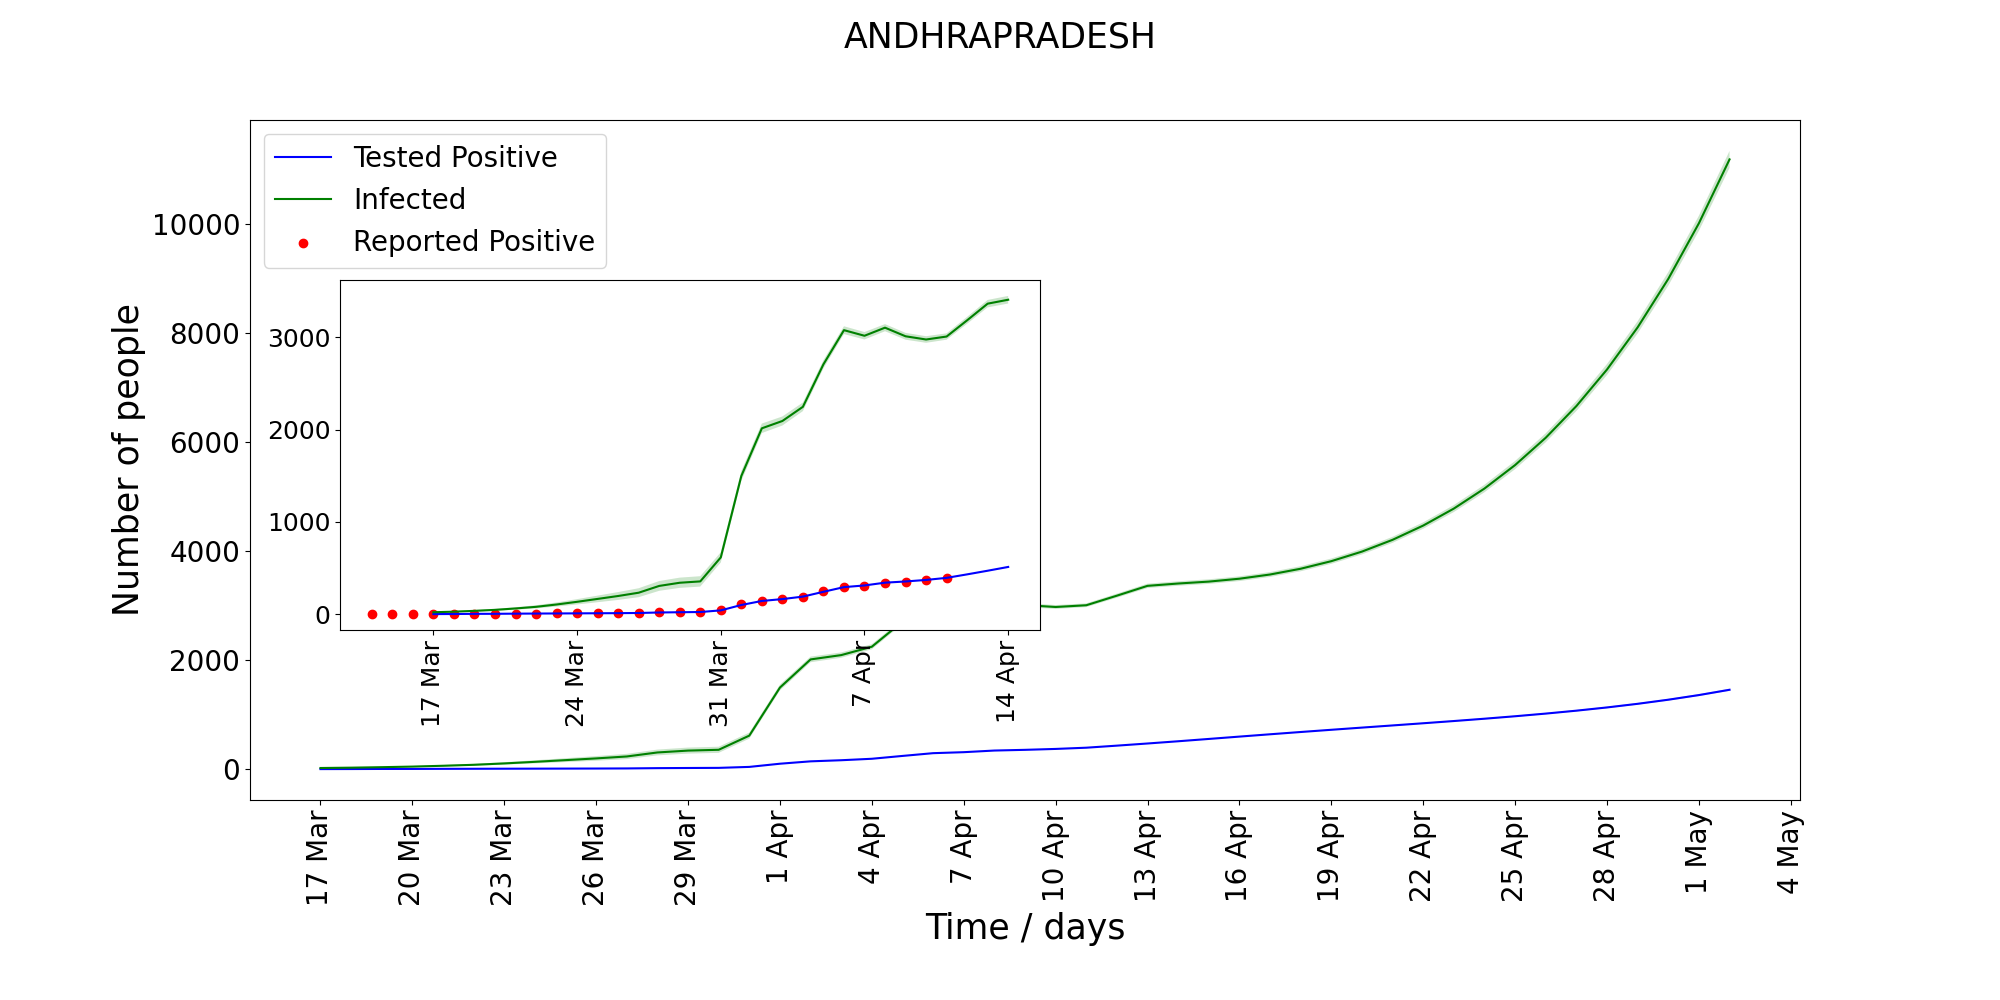 ANDHRAPRADESH
Tested Positive
Infected
Reported Positive
Number of people
10000
8000
6000
4000
2000
0
3000
2000
1000
0
17 Mar
24 Mar
31 Mar
7 Apr
14 Apr
17 Mar
20 Mar
23 Mar
26 Mar
29 Mar
1 Apr
4 Apr
7 Apr
10 Apr
13 Apr
16 Apr
19 Apr
22 Apr
25 Apr
28 Apr
1 May
4 May
Time / days